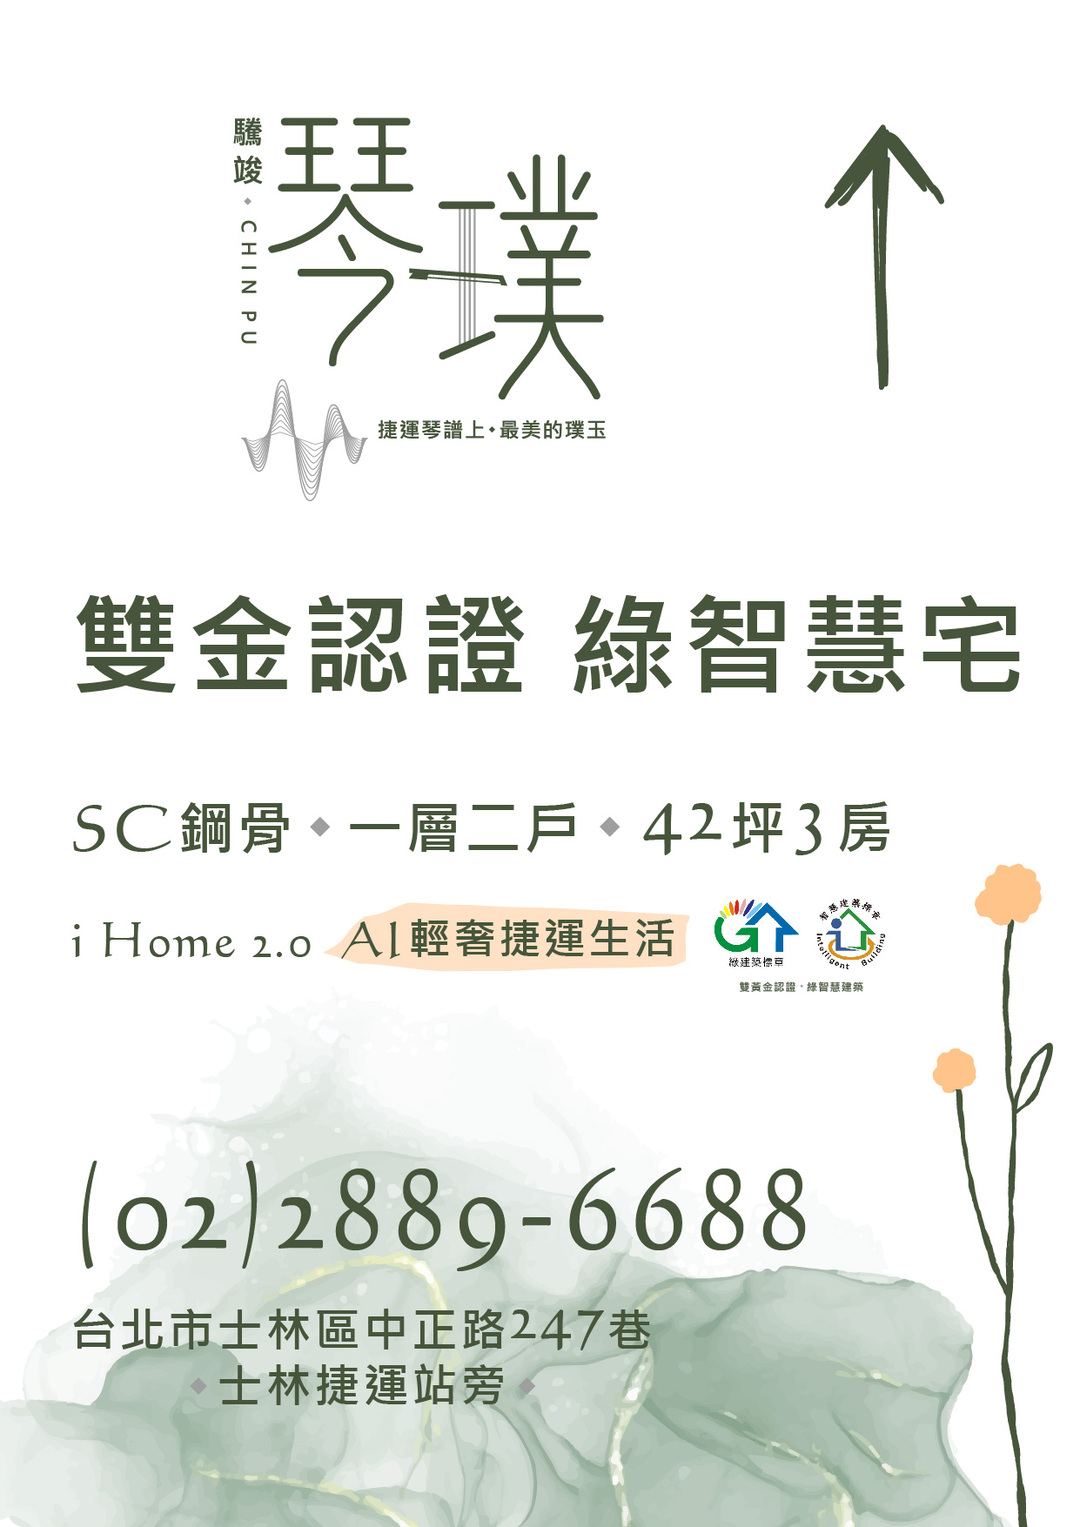 騰竣•CHIN PU
琴璞
捷運琴譜上•最美的璞玉
雙金認證 綠智慧宅
SC鋼骨◆一層二戶◆42坪3房
i Home 2.0 AI輕奢捷運生活
綠建築標章
智慧建築標章
Intelligent Building
雙黃金認證•綠智慧建築
(02)2889-6688
台北市士林區中正路247巷
◆士林捷運站旁◆